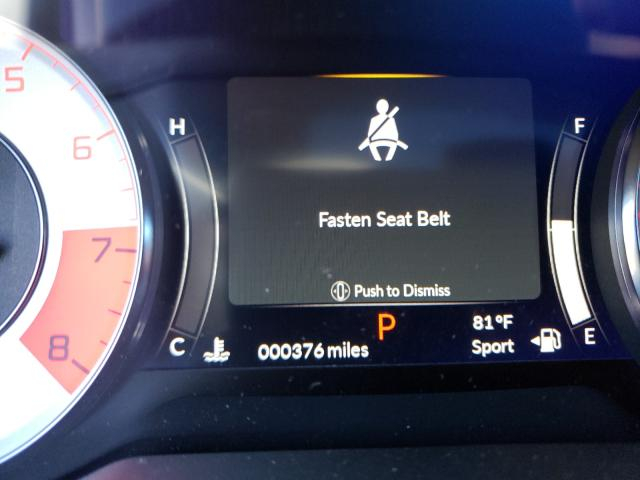 5
6
7
8
H
C
Fasten Seat Belt
Push to Dismiss
000376 miles
P
81°F
Sport
F
E